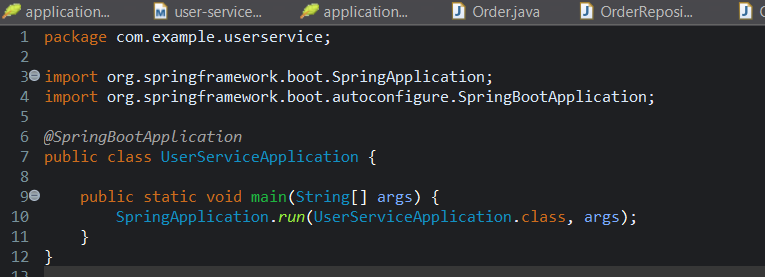 application... user-service... application... Order.java OrderReposi...
1 package com.example.userservice;
2
3 import org.springframework.boot.SpringApplication;
4 import org.springframework.boot.autoconfigure.SpringBootApplication;
5
6 @SpringBootApplication
7 public class UserServiceApplication {
8
9 public static void main(String[] args) {
10 SpringApplication.run(UserServiceApplication.class, args);
11 }
12 }
13